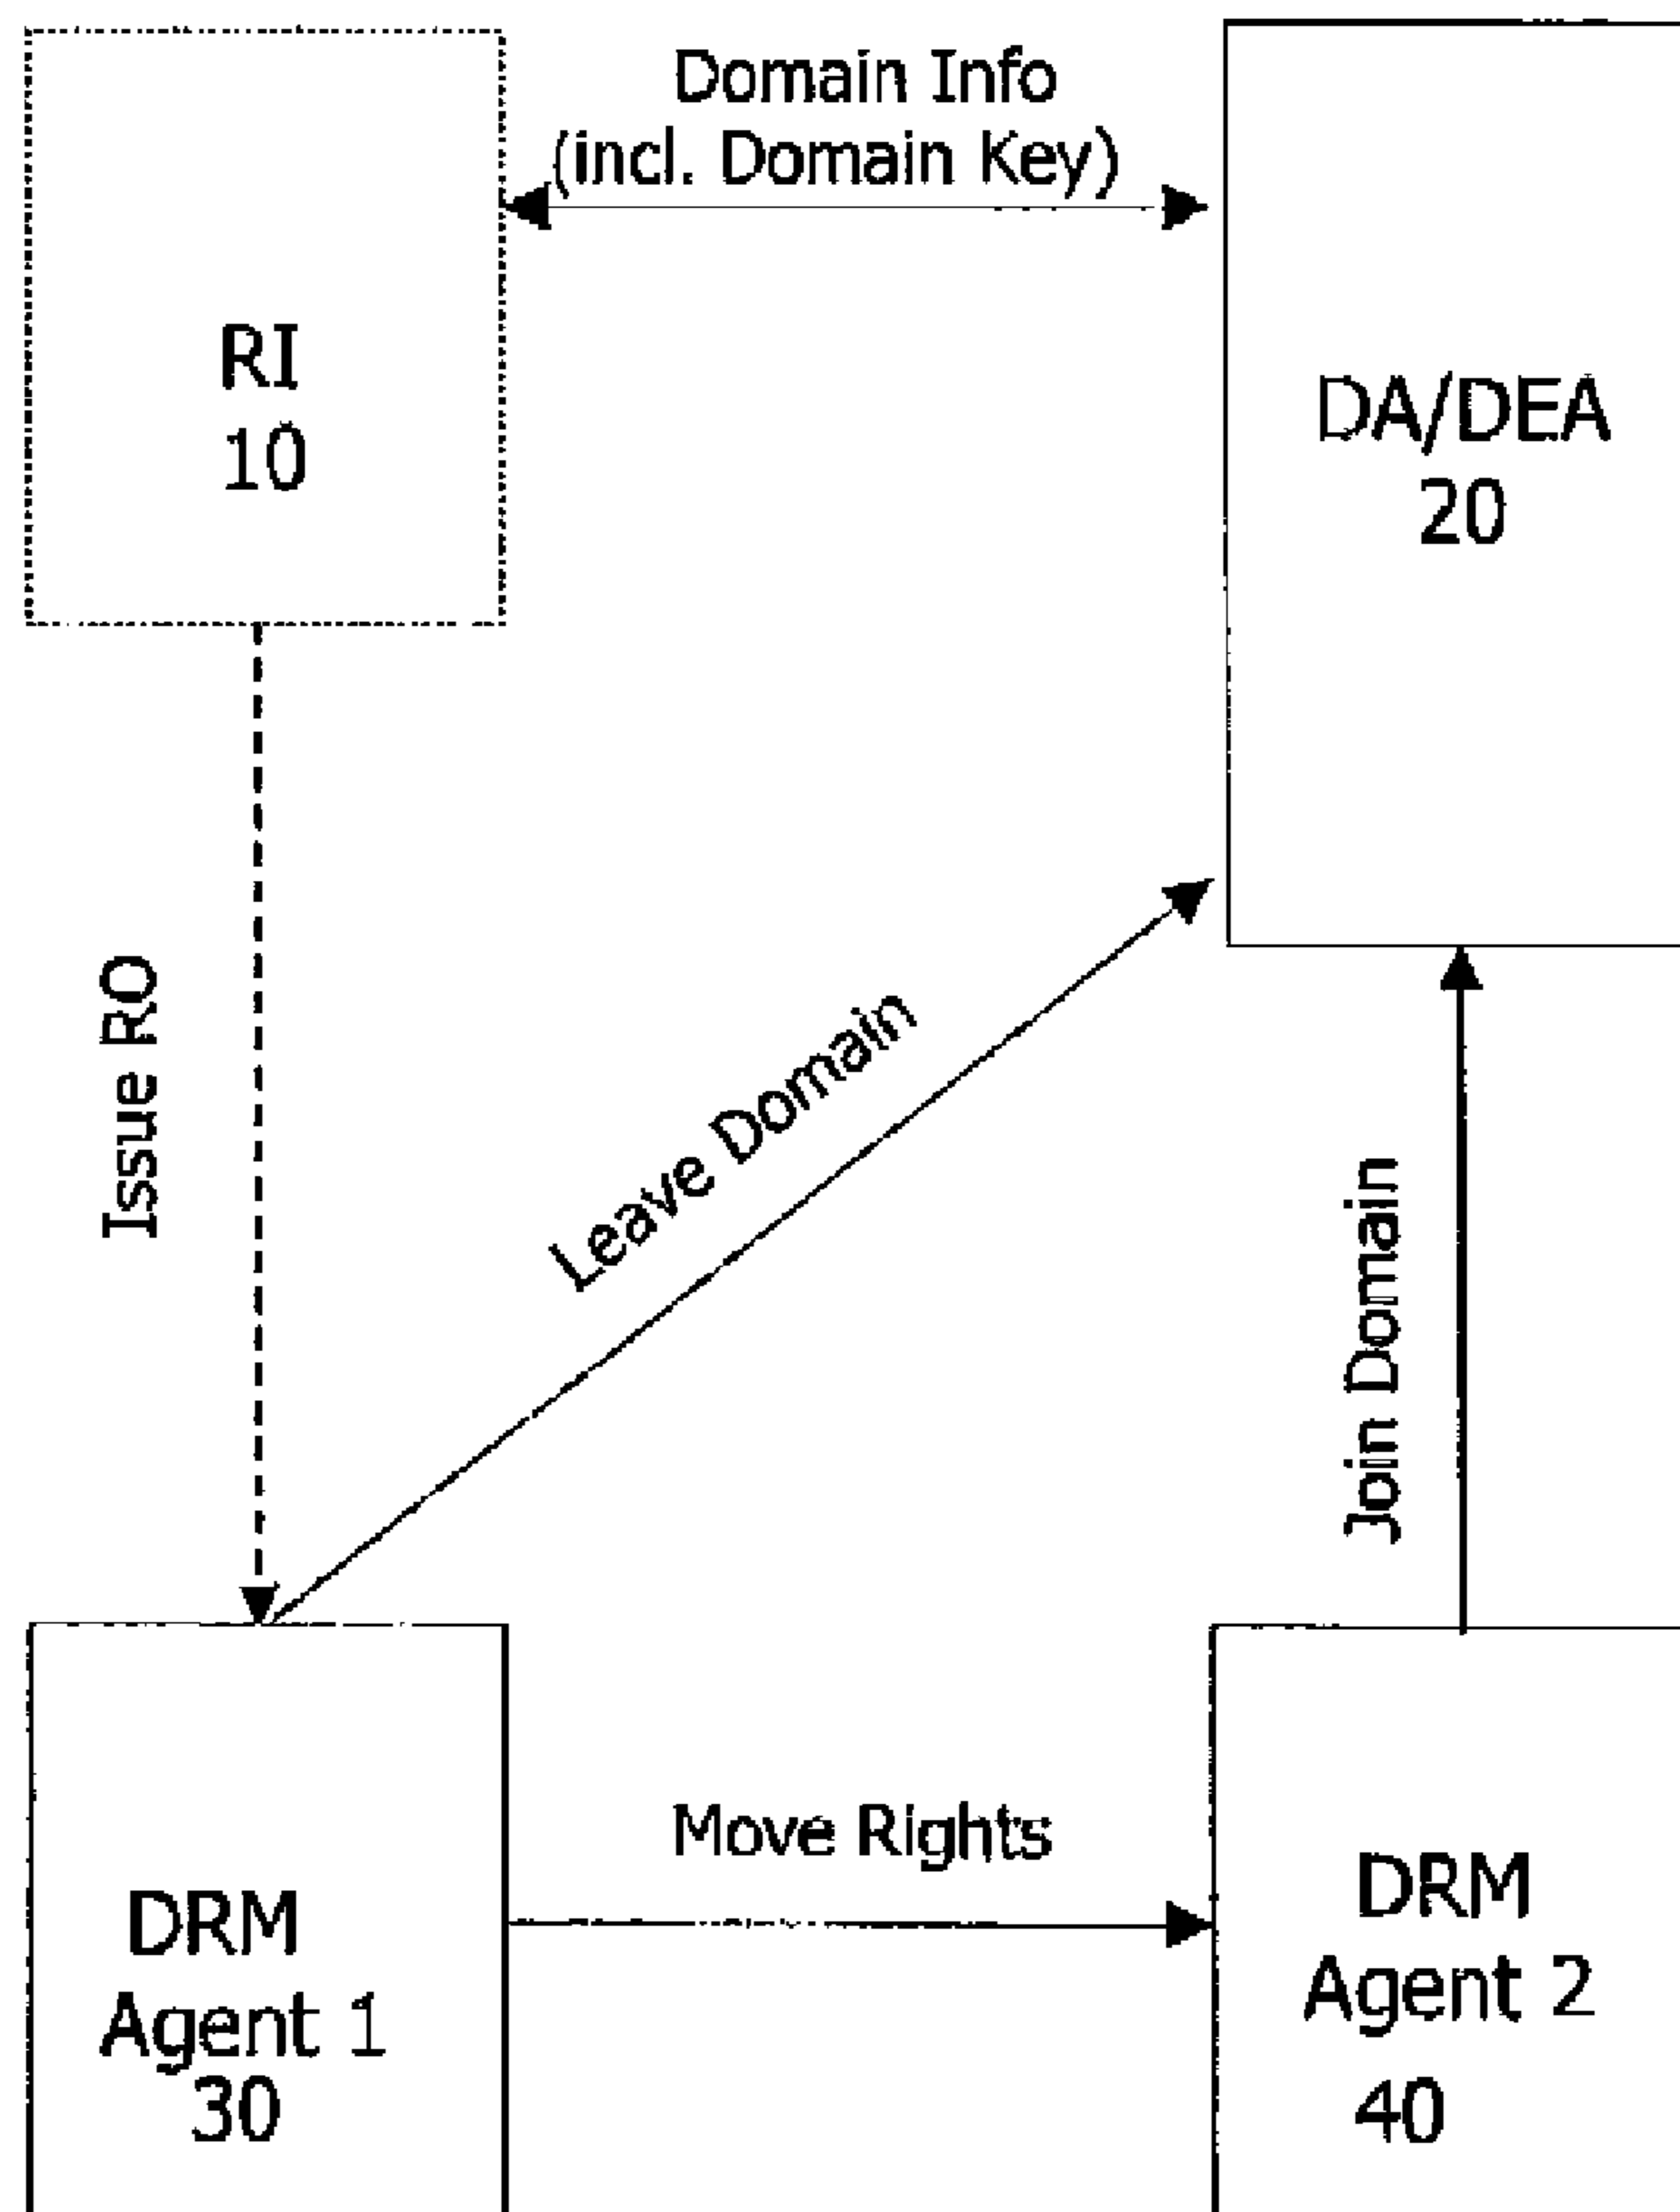 Domain Info
(incl. Domain Key)
RI
10
DA/DEA
20
Issue RO
Leave Domain
Join Domain
Move Rights
DRM
Agent 1
30
DRM
Agent 2
40